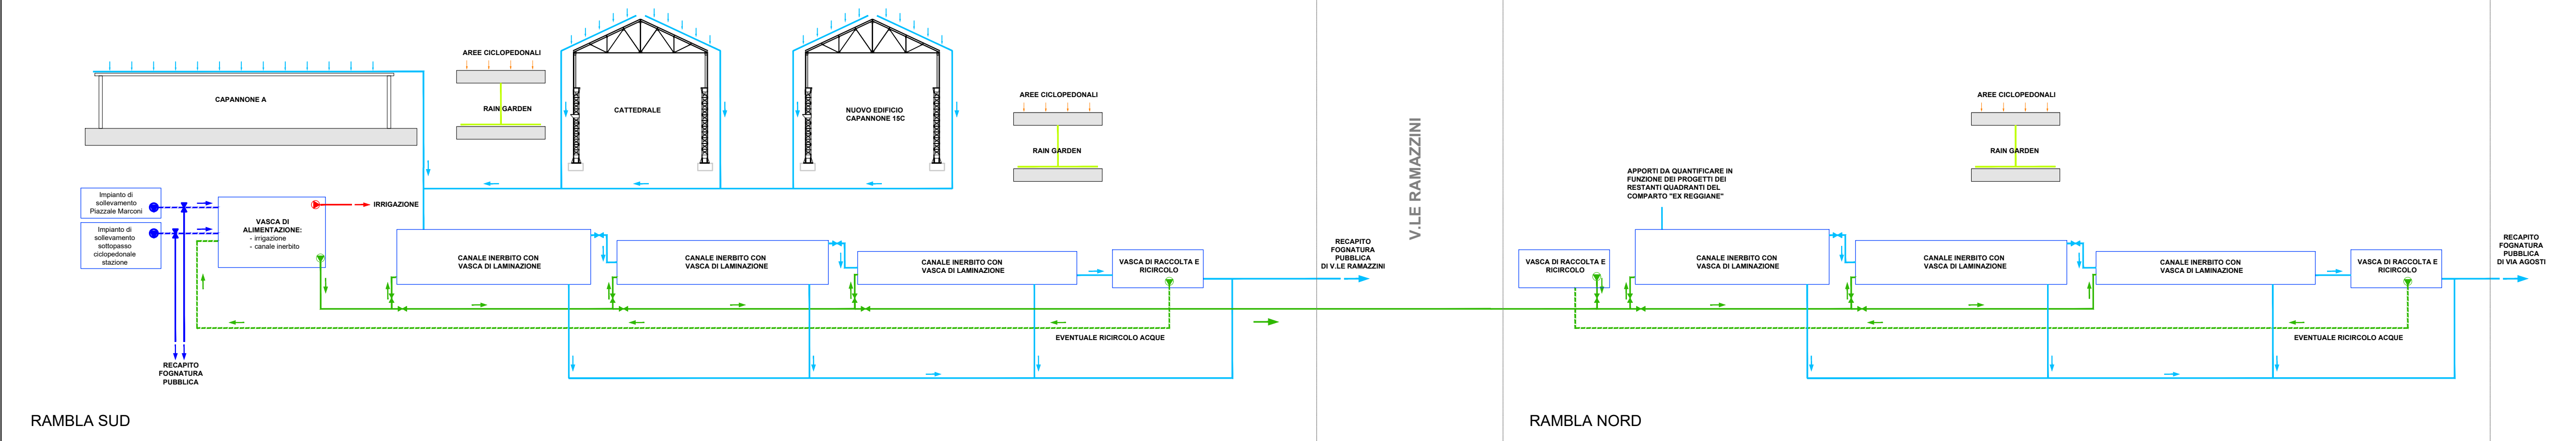 AREE CICLOPEDONALI
CAPANNONE A
RAIN GARDEN
CATTEDRALE
NUOVO EDIFICIO
CAPANNONE 15C
AREE CICLOPEDONALI
RAIN GARDEN
V.LE RAMAZZINI
AREE CICLOPEDONALI
RAIN GARDEN
Impianto di
sollevamento
Piazzale Marconi
Impianto di
sollevamento
sottopasso
ciclopedonale
stazione
VASCA DI
ALIMENTAZIONE:
- irrigazione
- canale inerbito
IRRIGAZIONE
CANALE INERBITO CON
VASCA DI LAMINAZIONE
CANALE INERBITO CON
VASCA DI LAMINAZIONE
CANALE INERBITO CON
VASCA DI LAMINAZIONE
VASCA DI RACCOLTA E
RICIRCOLO
RECAPITO
FOGNATURA
PUBBLICA
DI V.LE RAMAZZINI
EVENTUALE RICIRCOLO ACQUE
RECAPITO
FOGNATURA
PUBBLICA
APPORTI DA QUANTIFICARE IN
FUNZIONE DEI PROGETTI DEI
RESTANTI QUADRANTI DEL
COMPARTO "EX REGGIANE"
VASCA DI RACCOLTA E
RICIRCOLO
CANALE INERBITO CON
VASCA DI LAMINAZIONE
CANALE INERBITO CON
VASCA DI LAMINAZIONE
CANALE INERBITO CON
VASCA DI LAMINAZIONE
VASCA DI RACCOLTA E
RICIRCOLO
RECAPITO
FOGNATURA
PUBBLICA
DI VIA AGOSTI
EVENTUALE RICIRCOLO ACQUE
RAMBLA SUD
RAMBLA NORD